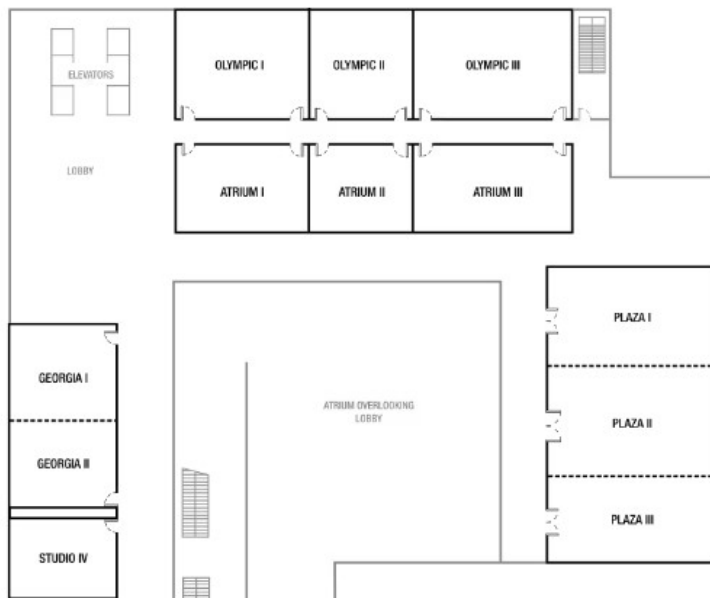 OLYMPIC I
OLYMPIC II
OLYMPIC III
ELEVATORS
LOBBY
ATRIUM I
ATRIUM II
ATRIUM III
PLAZA I
GEORGIA I
ATRIUM OVERLOOKING
LOBBY
PLAZA II
GEORGIA II
PLAZA III
STUDIO IV